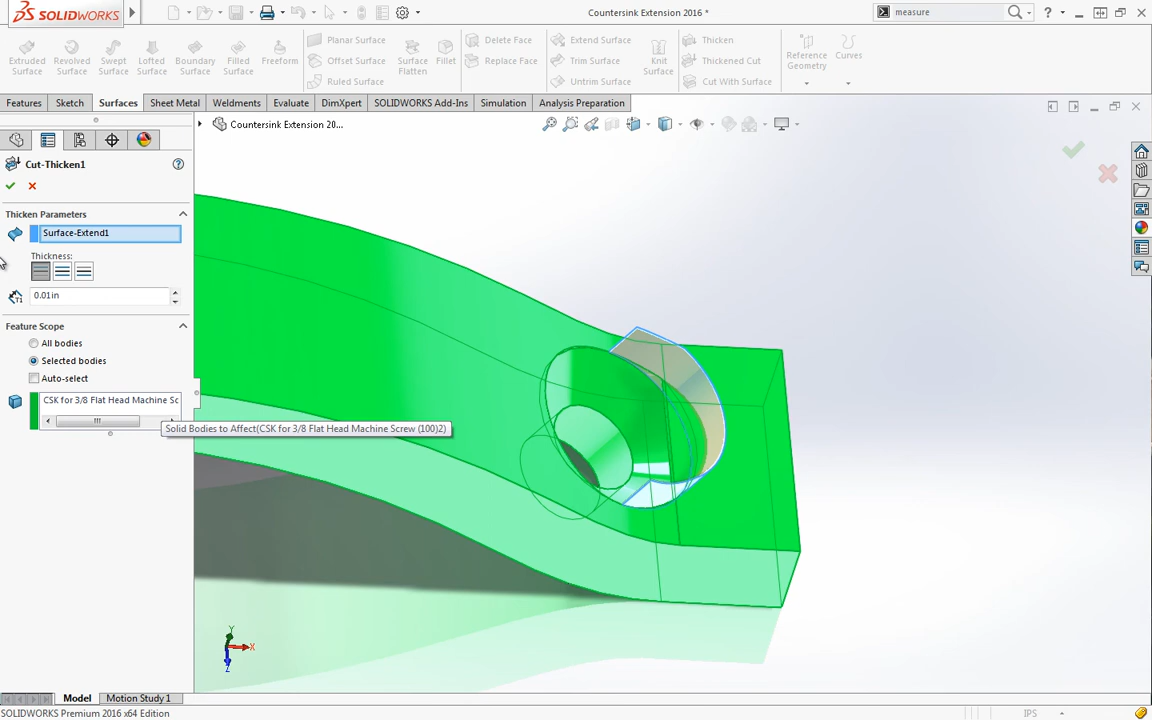 SOLIDWORKS
Countersink Extension 2016 *
measure
?
Extruded Surface
Revolved Surface
Swept Surface
Lofted Surface
Boundary Surface
Filled Surface
Freeform
Planar Surface
Offset Surface
Ruled Surface
Surface Flatten
Fillet
Delete Face
Replace Face
Extend Surface
Trim Surface
Untrim Surface
Knit Surface
Thicken
Thickened Cut
Cut With Surface
Reference Geometry
Curves
Features
Sketch
Surfaces
Sheet Metal
Weldments
Evaluate
DimXpert
SOLIDWORKS Add-Ins
Simulation
Analysis Preparation
Countersink Extension 20...
Cut-Thicken1
?
Thicken Parameters
Surface-Extend1
Thickness:
T1
0.01in
Feature Scope
All bodies
Selected bodies
Auto-select
CSK for 3/8 Flat Head Machine Sc
Solid Bodies to Affect(CSK for 3/8 Flat Head Machine Screw (100)2)
Y
X
Z
Model
Motion Study 1
SOLIDWORKS Premium 2016 x64 Edition
IPS